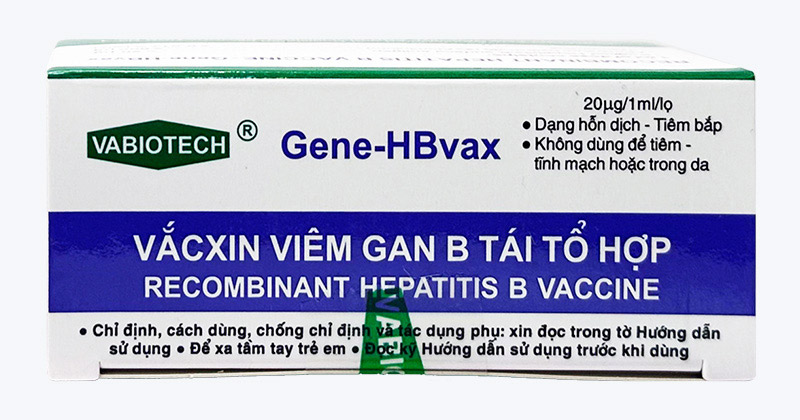 VABIOTECH ®
Gene-HBvax
20µg/1ml/lọ
• Dạng hỗn dịch - Tiêm bắp
• Không dùng để tiêm -
tĩnh mạch hoặc trong da
VẮCXIN VIÊM GAN B TÁI TỔ HỢP
RECOMBINANT HEPATITIS B VACCINE
• Chỉ định, cách dùng, chống chỉ định và tác dụng phụ: xin đọc trong tờ Hướng dẫn
sử dụng • Để xa tầm tay trẻ em • Đọc kỹ Hướng dẫn sử dụng trước khi dùng